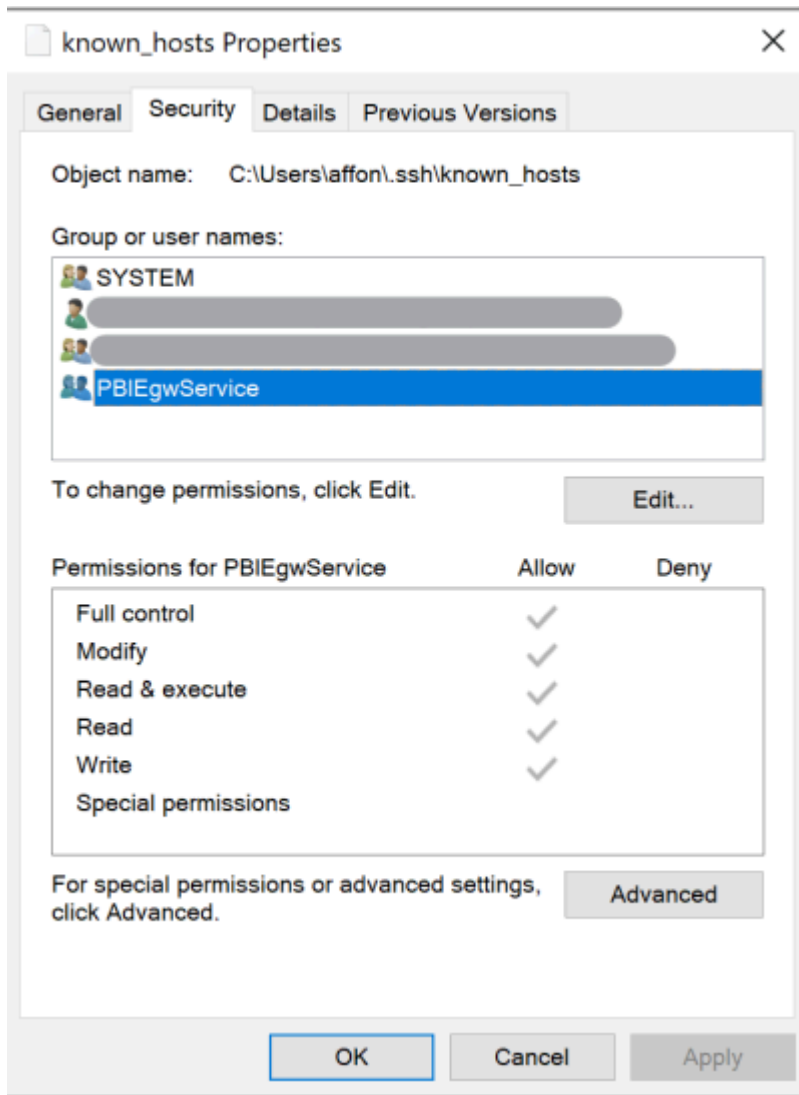 known_hosts Properties
General Security Details Previous Versions
Object name: C:\Users\affon\.ssh\known_hosts
Group or user names:
SYSTEM
PBIEgwService
To change permissions, click Edit.
Edit...
Permissions for PBIEgwService Allow Deny
Full control
Modify
Read & execute
Read
Write
Special permissions
For special permissions or advanced settings,
click Advanced.
Advanced
OK Cancel Apply